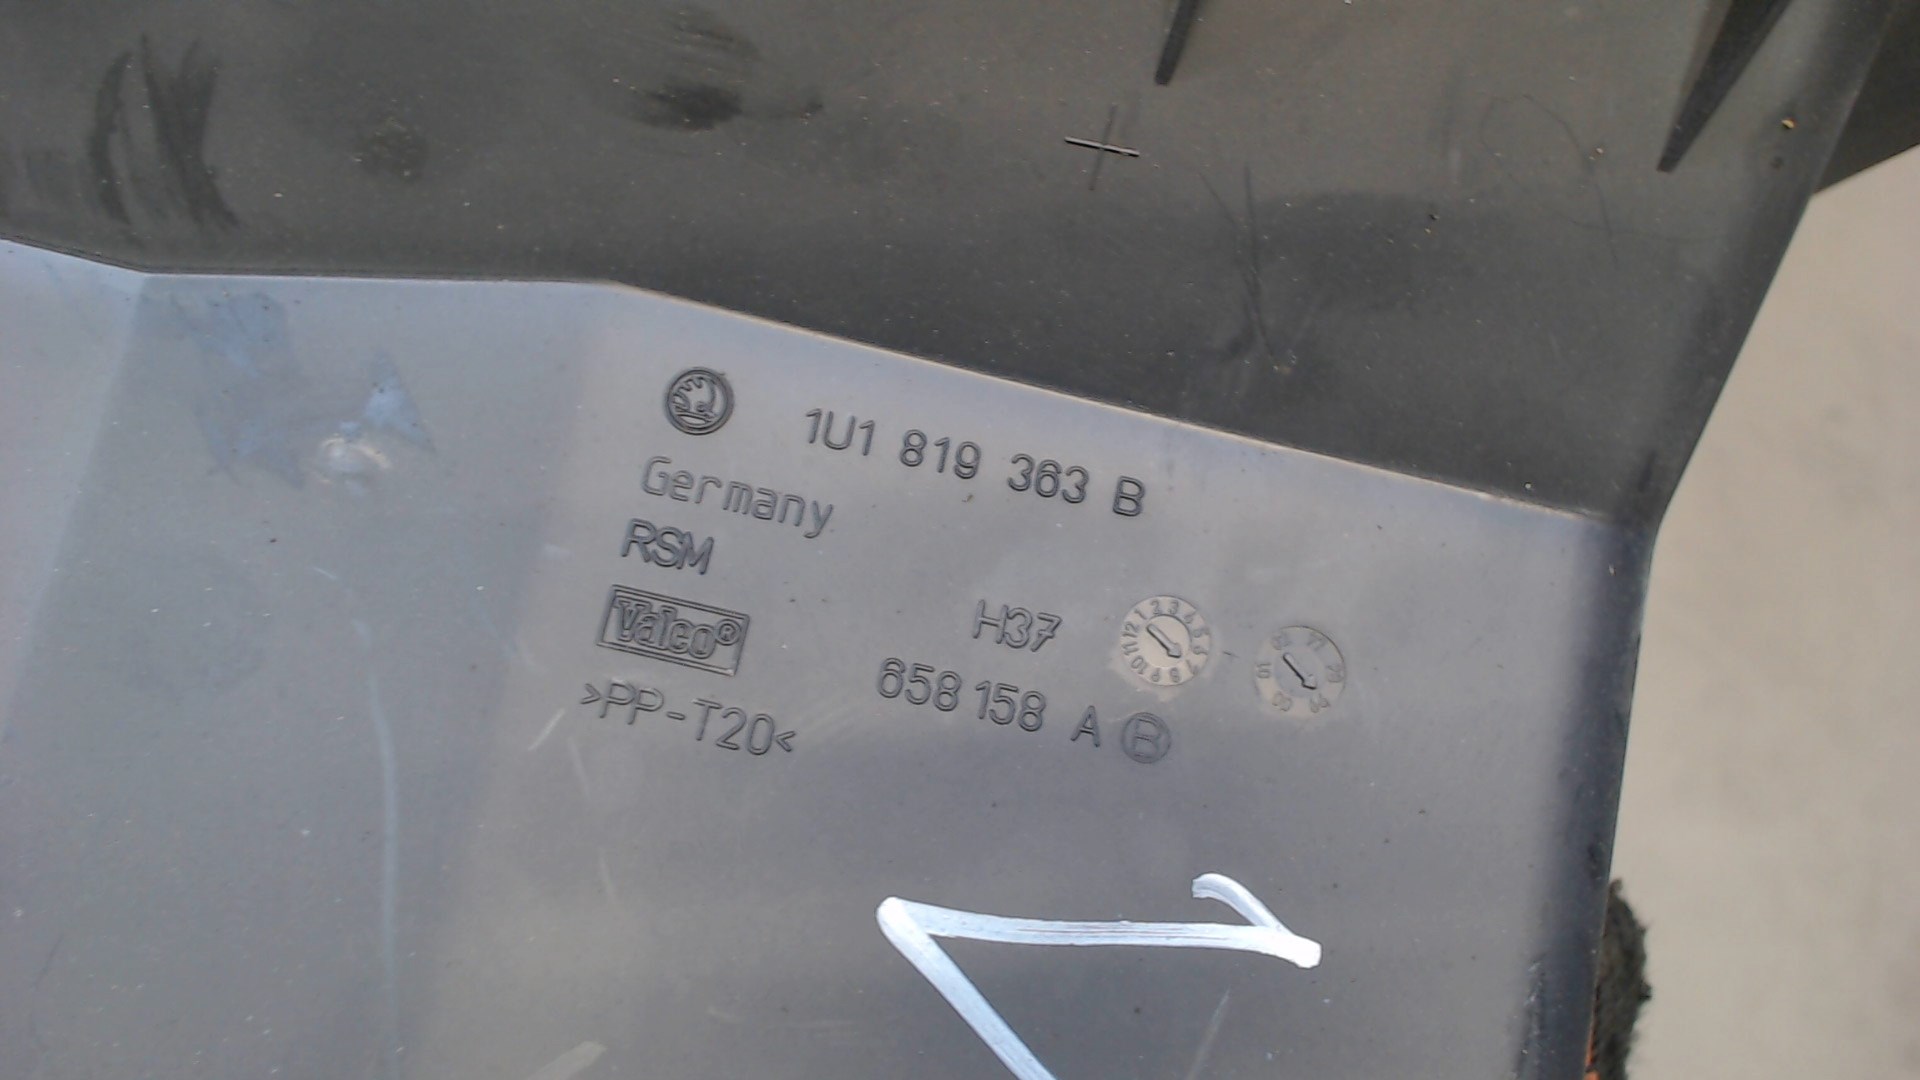 1U1 819 363 B
Germany
RSM
Valeo®
H37
658 158 A B
>PP-T20<